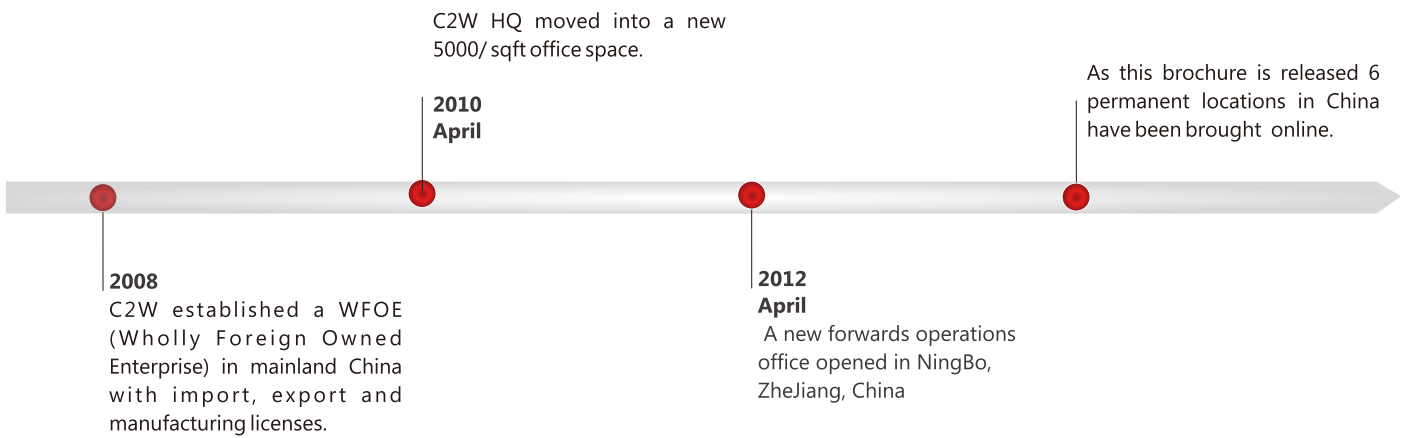 C2W HQ moved into a new
5000/ sqft office space.
2010
April
As this brochure is released 6
permanent locations in China
have been brought online.
2008
C2W established a WFOE
(Wholly Foreign Owned
Enterprise) in mainland China
with import, export and
manufacturing licenses.
2012
April
A new forwards operations
office opened in NingBo,
ZheJiang, China